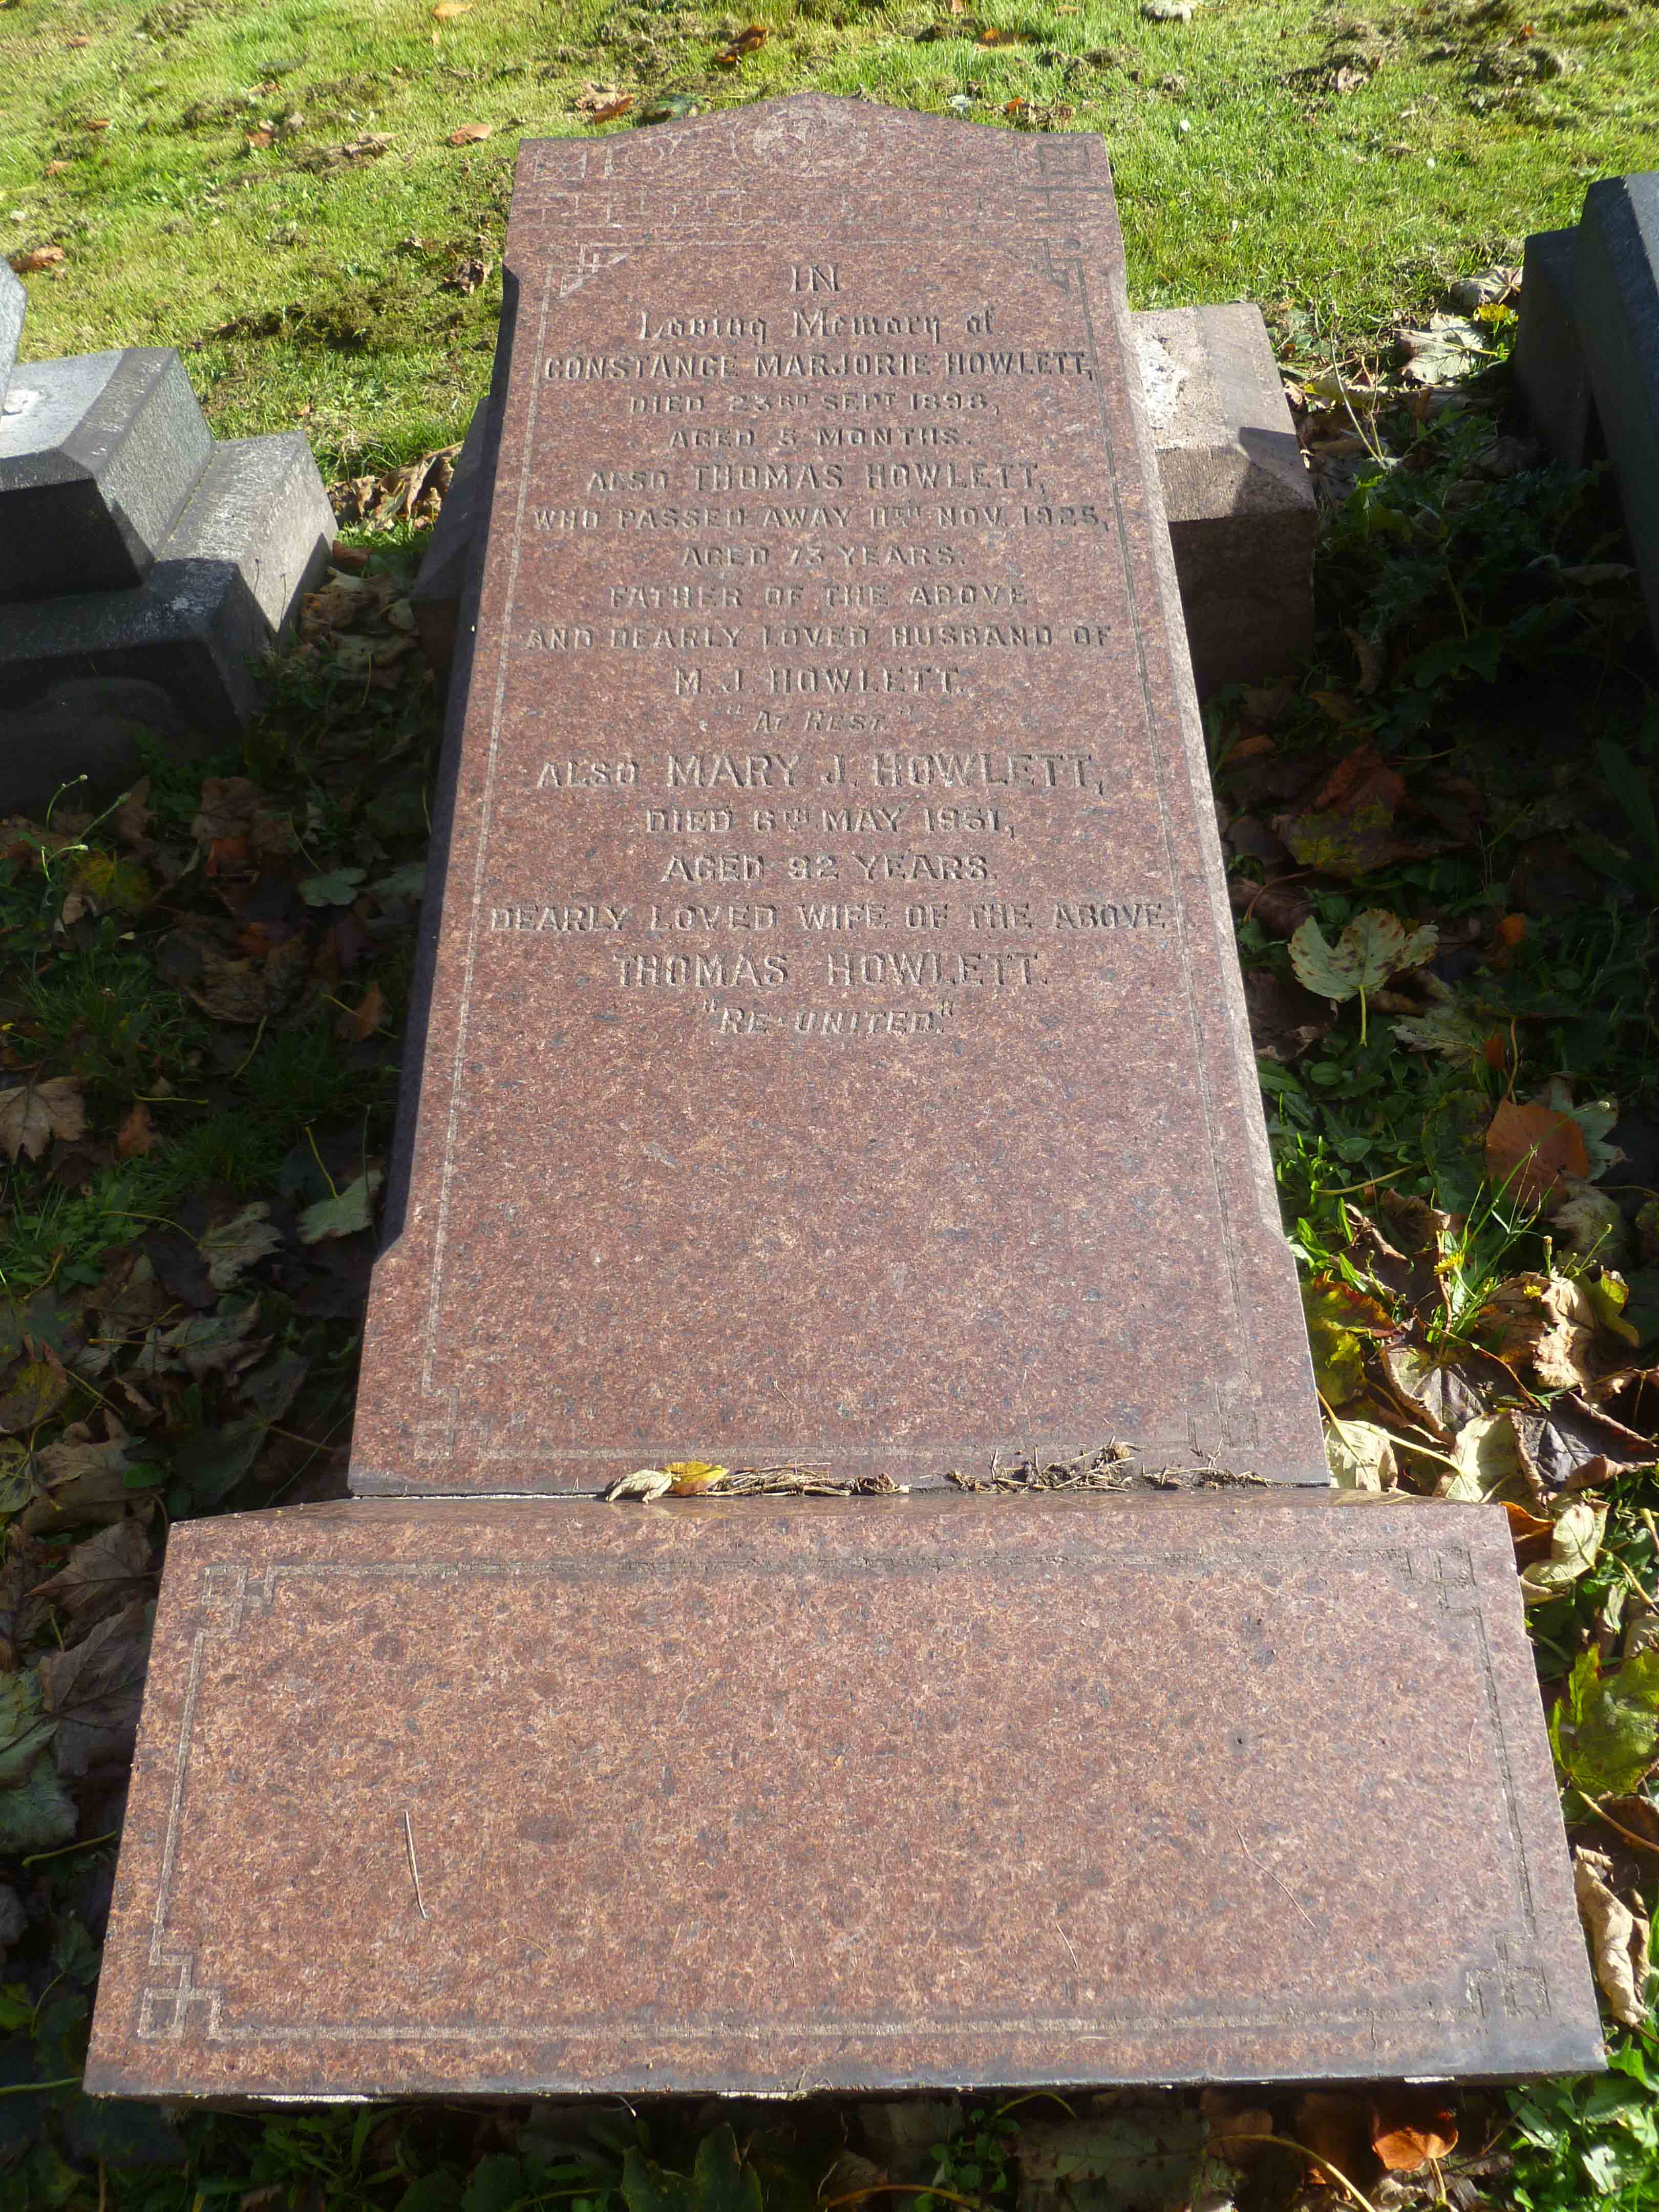 IN
Loving Memory of
CONSTANCE MARJORIE HOWLETT,
DIED 23RD SEPT 1898,
AGED 5 MONTHS.
ALSO THOMAS HOWLETT,
WHO PASSED AWAY 11TH NOV. 1925,
AGED 73 YEARS.
FATHER OF THE ABOVE
AND DEARLY LOVED HUSBAND OF
M. J. HOWLETT.
"AT REST."
ALSO MARY J. HOWLETT,
DIED 6TH MAY 1951,
AGED 92 YEARS.
DEARLY LOVED WIFE OF THE ABOVE
THOMAS HOWLETT.
"RE-UNITED."